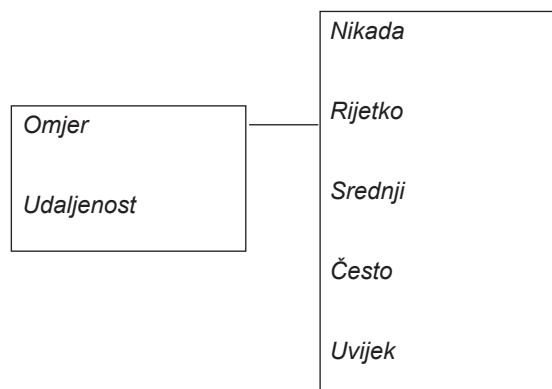 Omjer
Udaljenost
Nikada
Rijetko
Srednji
Često
Uvijek